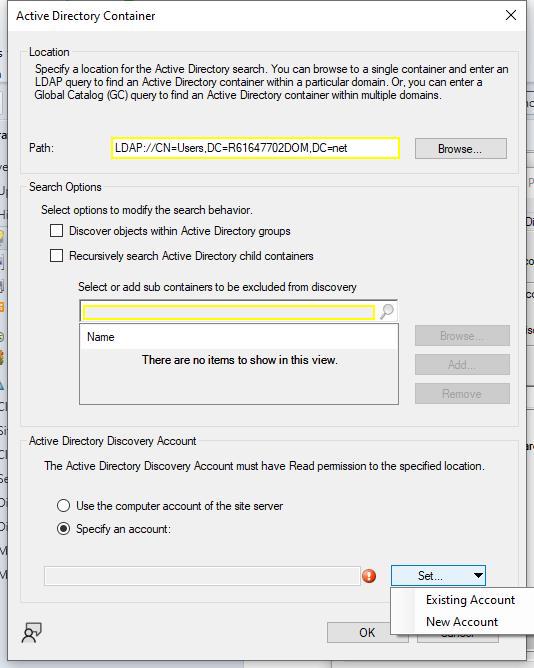 Active Directory Container
Location
Specify a location for the Active Directory search. You can browse to a single container and enter an
LDAP query to find an Active Directory container within a particular domain. Or, you can enter a
Global Catalog (GC) query to find an Active Directory container within multiple domains.
Path:
LDAP://CN=Users,DC=R61647702DOM,DC=net
Browse...
Search Options
Select options to modify the search behavior.
Discover objects within Active Directory groups
Recursively search Active Directory child containers
Select or add sub containers to be excluded from discovery
Name
There are no items to show in this view.
Browse...
Add...
Remove
Active Directory Discovery Account
The Active Directory Discovery Account must have Read permission to the specified location.
Use the computer account of the site server
Specify an account:
Set...
Existing Account
New Account
OK